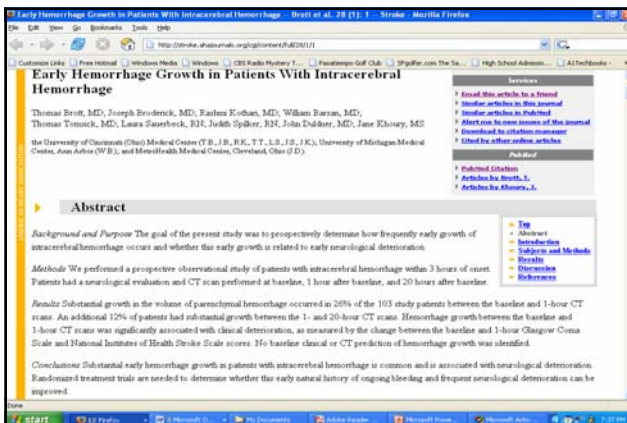 Early Hemorrhage Growth in Patients With Intracerebral Hemorrhage -- Brott et al. 28 (1): 1 -- Stroke - Mozilla Firefox
File Edit View Go Bookmarks Tools Help
http://stroke.ahajournals.org/cgi/content/full/28/1/1
Customize Links Free Hotmail Windows Media Windows CBS Radio Mystery T... Pasatiempo Golf Club SFgolfer.com The Sa... High School Admissio... A1Techbooks -
Early Hemorrhage Growth in Patients With Intracerebral
Hemorrhage
Thomas Brott, MD; Joseph Broderick, MD; Rashmi Kothari, MD; William Barsan, MD;
Thomas Tomsick, MD; Laura Sauerbeck, RN; Judith Spilker, RN; John Duldner, MD; Jane Khoury, MS
the University of Cincinnati (Ohio) Medical Center (T.B., J.B., R.K., T.T., L.S., J.S., J.K.); University of Michigan Medical
Center, Ann Arbor (W.B.); and MetroHealth Medical Center, Cleveland, Ohio (J.D.).
Services
Email this article to a friend
Similar articles in this journal
Similar articles in PubMed
Alert me to new issues of the journal
Download to citation manager
Cited by other online articles
PubMed
PubMed Citation
Articles by Brott, T.
Articles by Khoury, J.
AMERICAN HEART ASSOCIATION
Abstract
Top
Abstract
Introduction
Subjects and Methods
Results
Discussion
References
Background and Purpose The goal of the present study was to prospectively determine how frequently early growth of
intracerebral hemorrhage occurs and whether this early growth is related to early neurological deterioration.
Methods We performed a prospective observational study of patients with intracerebral hemorrhage within 3 hours of onset.
Patients had a neurological evaluation and CT scan performed at baseline, 1 hour after baseline, and 20 hours after baseline.
Results Substantial growth in the volume of parenchymal hemorrhage occurred in 26% of the 103 study patients between the baseline and 1-hour CT
scans. An additional 12% of patients had substantial growth between the 1- and 20-hour CT scans. Hemorrhage growth between the baseline and
1-hour CT scans was significantly associated with clinical deterioration, as measured by the change between the baseline and 1-hour Glasgow Coma
Scale and National Institutes of Health Stroke Scale scores. No baseline clinical or CT prediction of hemorrhage growth was identified.
Conclusions Substantial early hemorrhage growth in patients with intracerebral hemorrhage is common and is associated with neurological deterioration.
Randomized treatment trials are needed to determine whether this early natural history of ongoing bleeding and frequent neurological deterioration can be
improved.
Done
start 12 Firefox 3 Microsoft O... My Documents Adobe Reader ... Microsoft Powe... Microsoft Activ... 7:37 PM